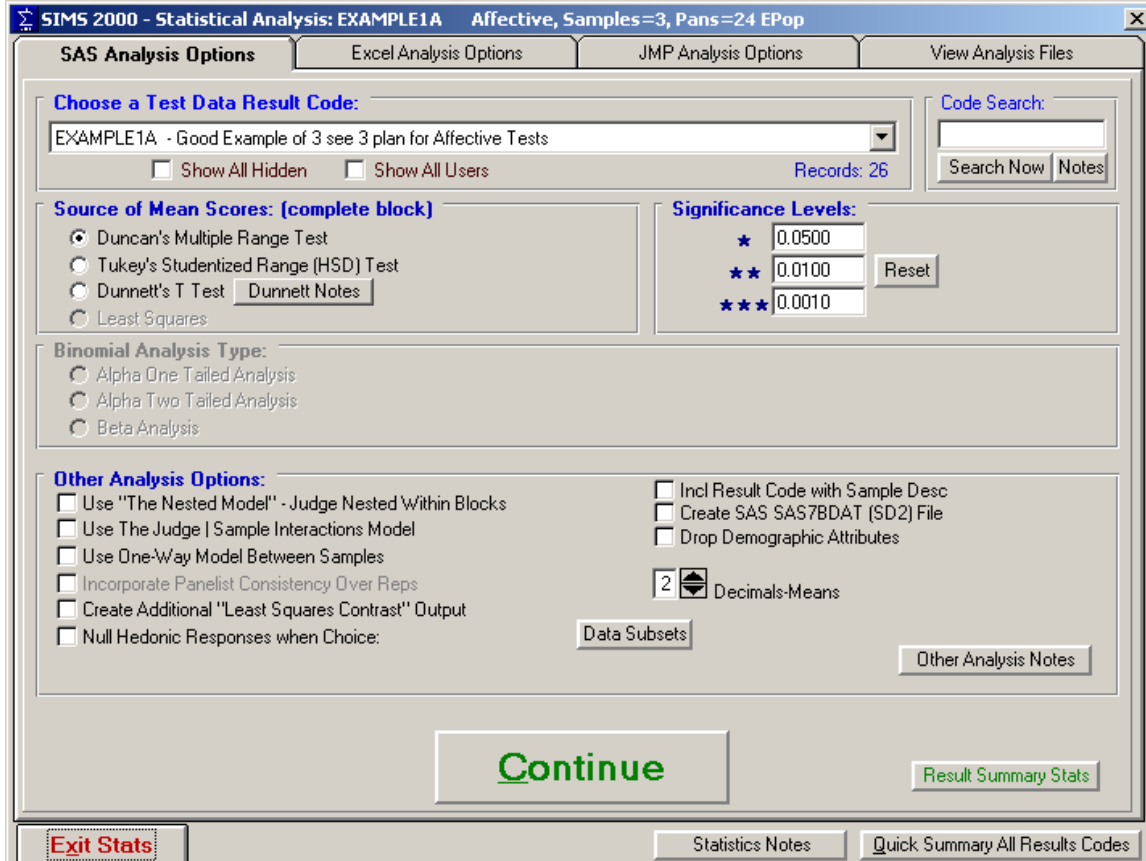 SIMS 2000 - Statistical Analysis: EXAMPLE1A Affective, Samples=3, Pans=24 EPop
SAS Analysis Options
Excel Analysis Options
JMP Analysis Options
View Analysis Files
Choose a Test Data Result Code:
EXAMPLE1A - Good Example of 3 see 3 plan for Affective Tests
Show All Hidden
Show All Users
Records: 26
Code Search:
Search Now
Notes
Source of Mean Scores: (complete block)
Duncan's Multiple Range Test
Tukey's Studentized Range (HSD) Test
Dunnett's T Test
Dunnett Notes
Least Squares
Significance Levels:
★ 0.0500
★★ 0.0100
★★★ 0.0010
Reset
Binomial Analysis Type:
Alpha One Tailed Analysis
Alpha Two Tailed Analysis
Beta Analysis
Other Analysis Options:
Use "The Nested Model" - Judge Nested Within Blocks
Use The Judge | Sample Interactions Model
Use One-Way Model Between Samples
Incorporate Panelist Consistency Over Reps
Create Additional "Least Squares Contrast" Output
Null Hedonic Responses when Choice:
Incl Result Code with Sample Desc
Create SAS SAS7BDAT (SD2) File
Drop Demographic Attributes
2 Decimals-Means
Data Subsets
Other Analysis Notes
Continue
Result Summary Stats
Exit Stats
Statistics Notes
Quick Summary All Results Codes